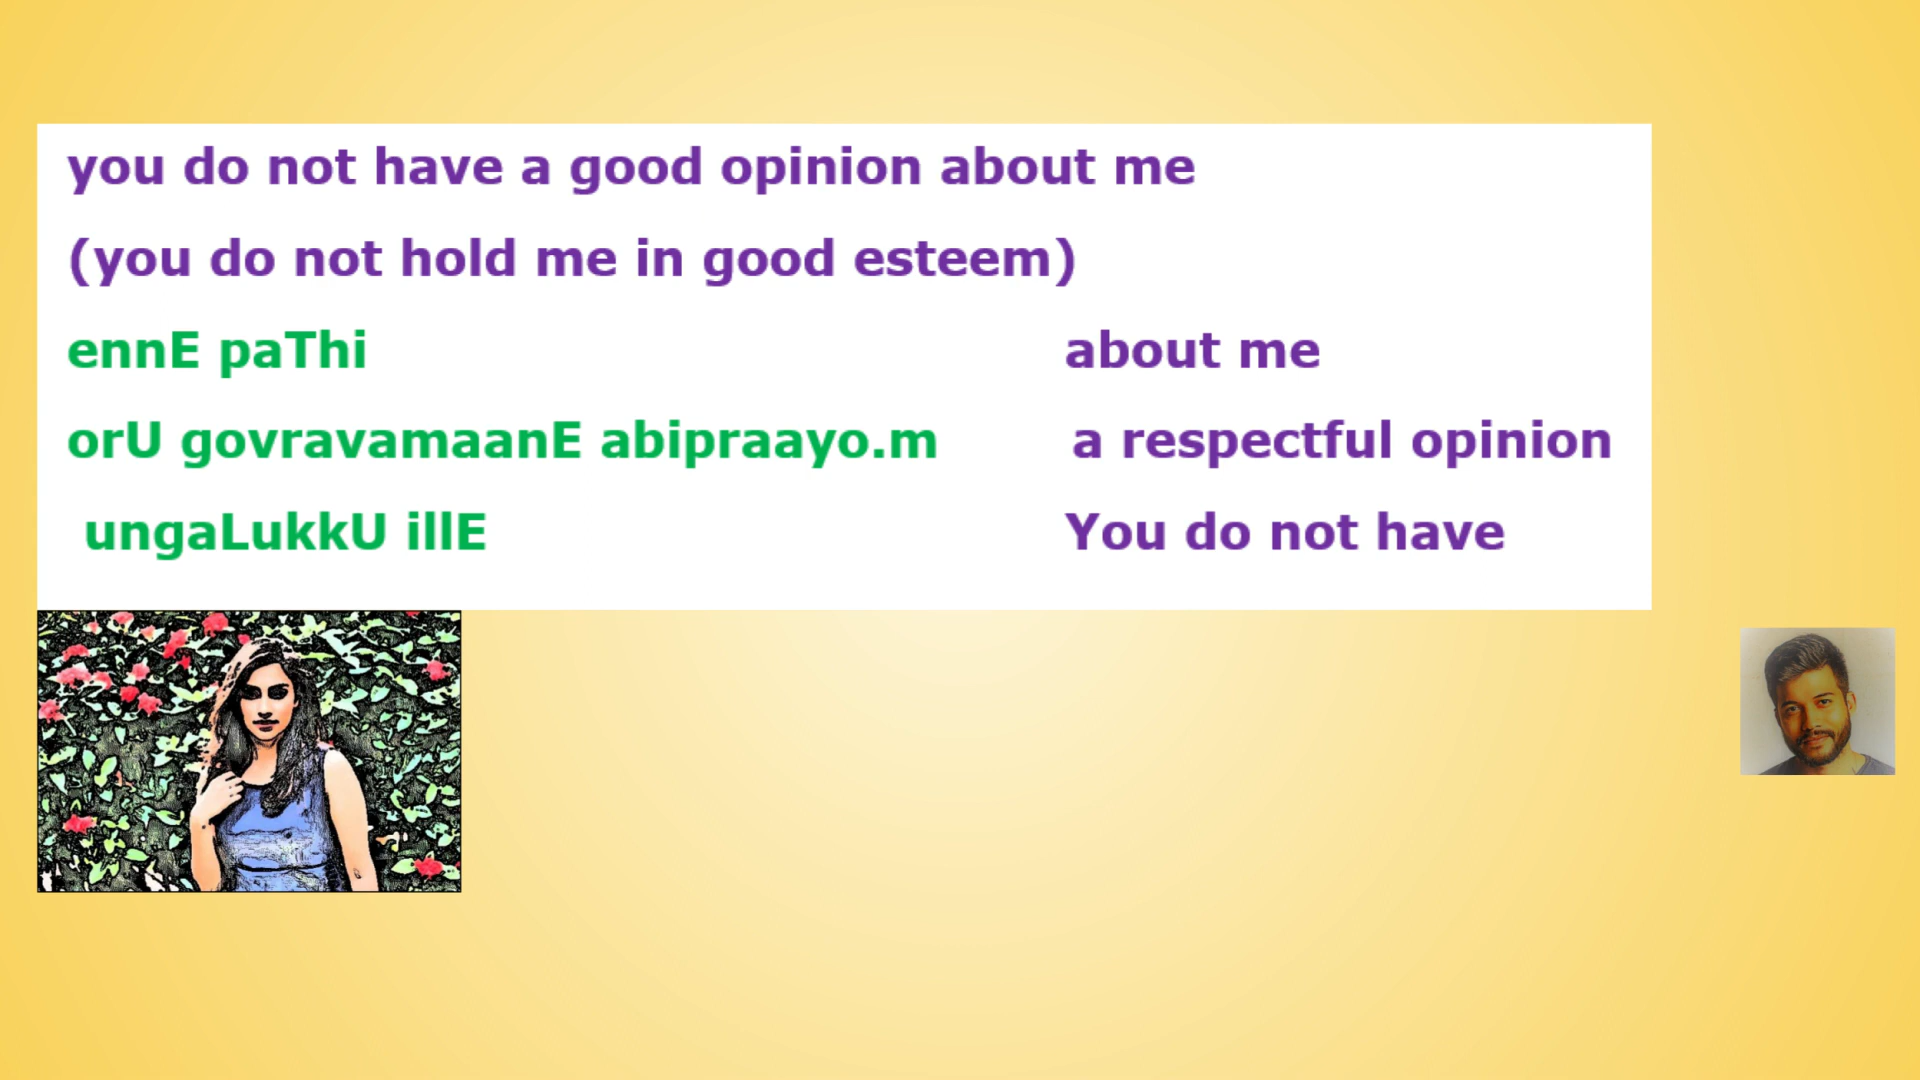 you do not have a good opinion about me
(you do not hold me in good esteem)
ennE paThi about me
orU govravamaanE abipraayo.m a respectful opinion
ungaLukkU illE You do not have